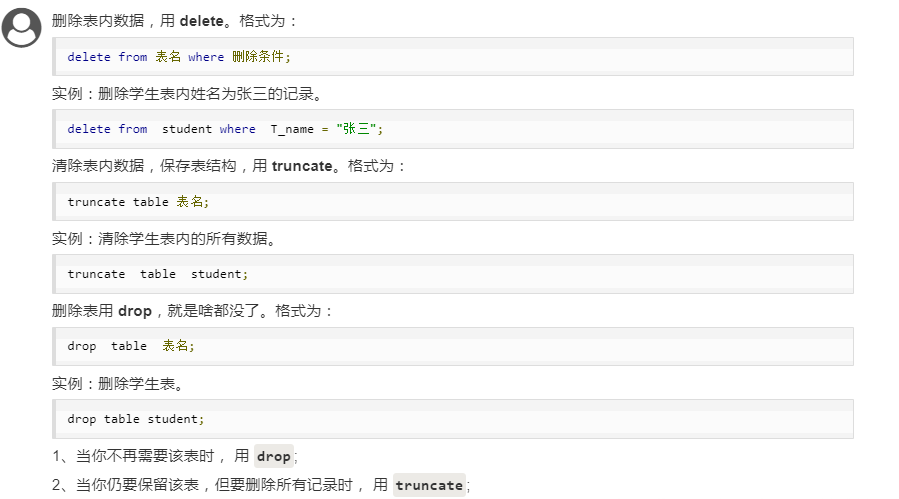 删除表内数据，用 delete。格式为：
delete from 表名 where 删除条件;
实例：删除学生表内姓名为张三的记录。
delete from  student where  T_name = "张三";
清除表内数据，保存表结构，用 truncate。格式为：
truncate table 表名;
实例：清除学生表内的所有数据。
truncate  table  student;
删除表用 drop，就是啥都没了。格式为：
drop  table  表名;
实例：删除学生表。
drop table student;
1、当你不再需要该表时， 用 drop;
2、当你仍要保留该表，但要删除所有记录时， 用 truncate;